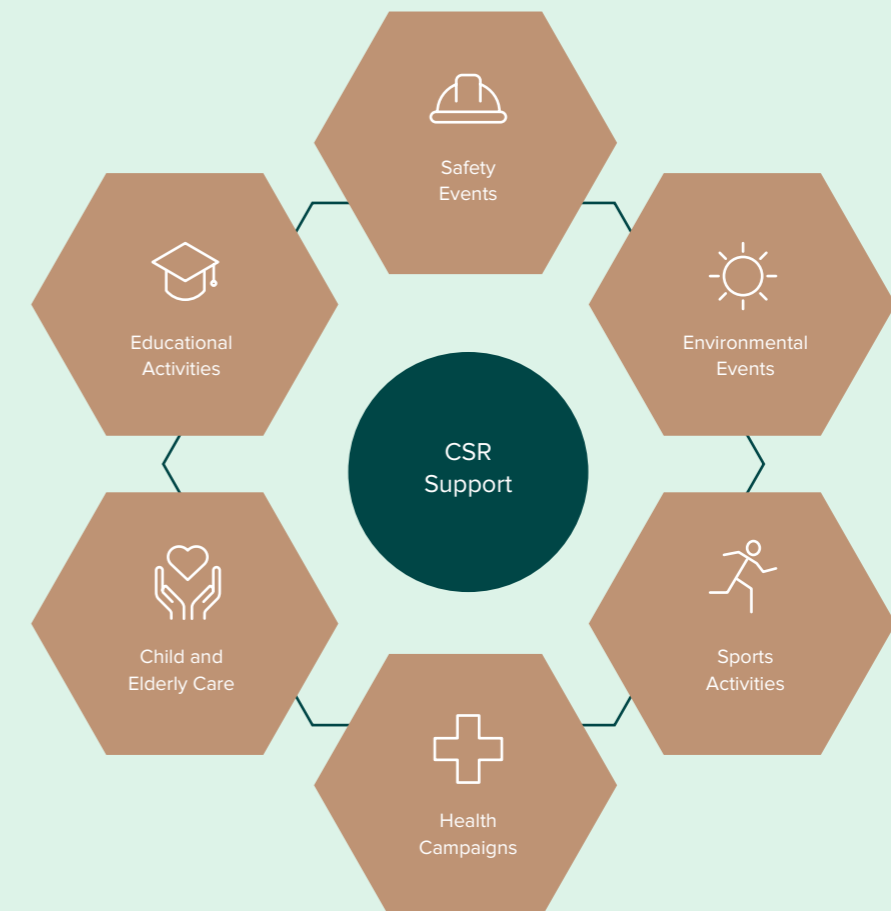 Safety
Events
Educational
Activities
Environmental
Events
CSR
Support
Child and
Elderly Care
Sports
Activities
Health
Campaigns